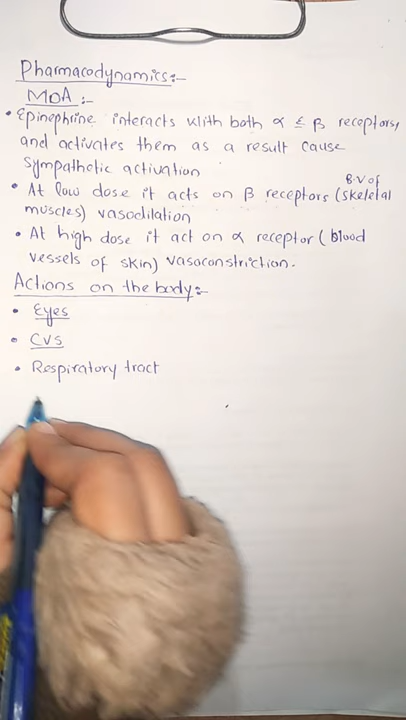 Pharmacodynamics:-
MOA :-
• Epinephrine interacts with both α & β receptors,
and activates them as a result cause
sympathetic activation
• At low dose it acts on β receptors (B.V of skeletal
muscles) vasodilation
• At high dose it act on α receptor (blood
vessels of skin) vasoconstriction.
Actions on the body:-
• Eyes
• CVS
• Respiratory tract